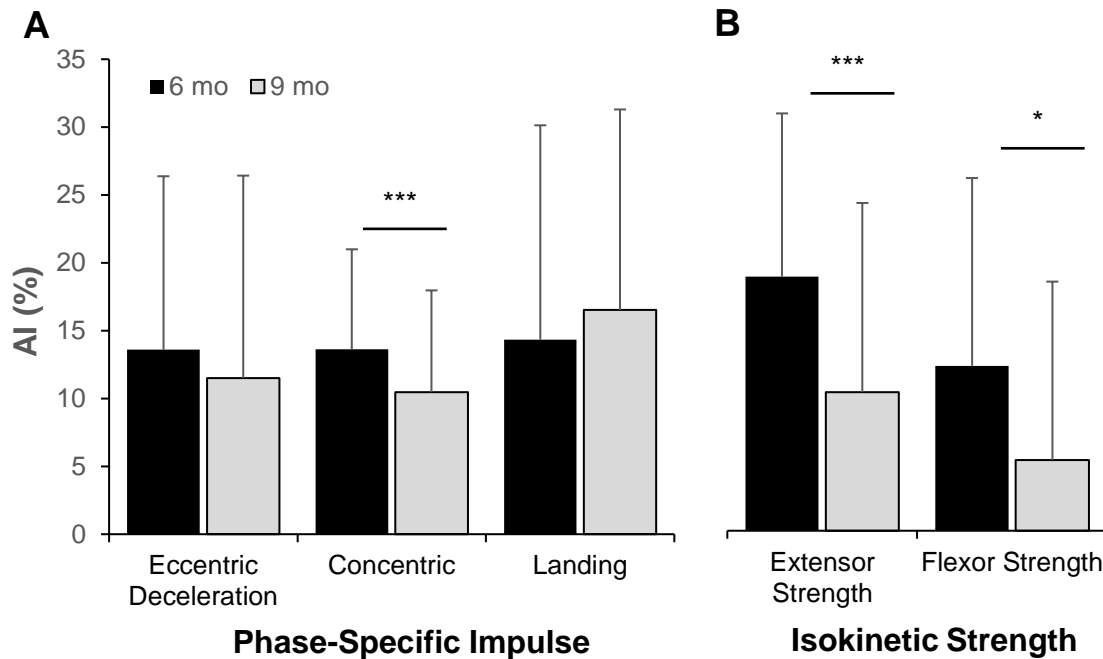 A
B
35
30
25
20
15
10
5
0
AI (%)
6 mo
9 mo
***
***
*
Eccentric
Deceleration
Concentric
Landing
Extensor
Strength
Flexor Strength
Phase-Specific Impulse
Isokinetic Strength